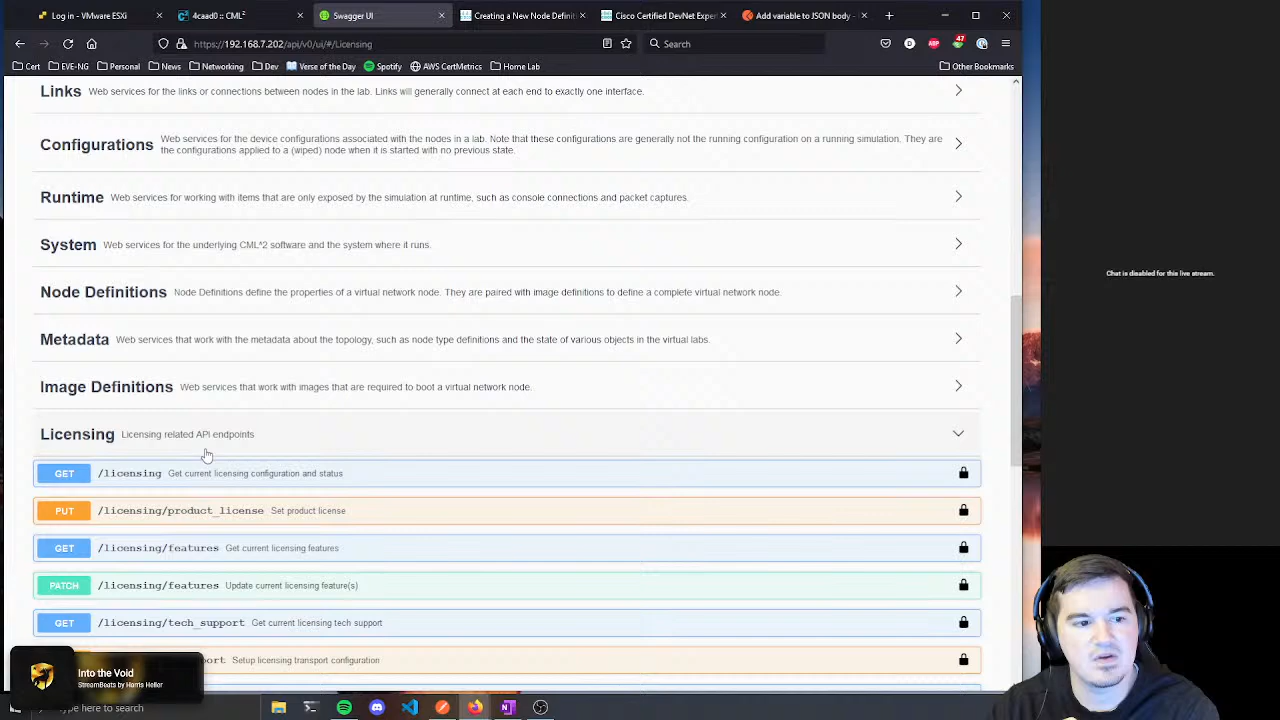 Log in - VMware ESXi
4caad0 :: CML²
Swagger UI
Creating a New Node Definiti
Cisco Certified DevNet Expert
Add variable to JSON body -
https://192.168.7.202/api/v0/ui/#/Licensing
Search
47
Cert
EVE-NG
Personal
News
Networking
Dev
Verse of the Day
Spotify
AWS CertMetrics
Home Lab
Other Bookmarks
Links Web services for the links or connections between nodes in the lab. Links will generally connect at each end to exactly one interface.
Configurations Web services for the device configurations associated with the nodes in a lab. Note that these configurations are generally not the running configuration on a running simulation. They are
the configurations applied to a (wiped) node when it is started with no previous state.
Runtime Web services for working with items that are only exposed by the simulation at runtime, such as console connections and packet captures.
System Web services for the underlying CML^2 software and the system where it runs.
Node Definitions Node Definitions define the properties of a virtual network node. They are paired with image definitions to define a complete virtual network node.
Metadata Web services that work with the metadata about the topology, such as node type definitions and the state of various objects in the virtual labs.
Image Definitions Web services that work with images that are required to boot a virtual network node.
Licensing Licensing related API endpoints
GET /licensing Get current licensing configuration and status
PUT /licensing/product_license Set product license
GET /licensing/features Get current licensing features
PATCH /licensing/features Update current licensing feature(s)
GET /licensing/tech_support Get current licensing tech support
ort Setup licensing transport configuration
Into the Void
StreamBeats by Harris Heller
here to search
Chat is disabled for this live stream.